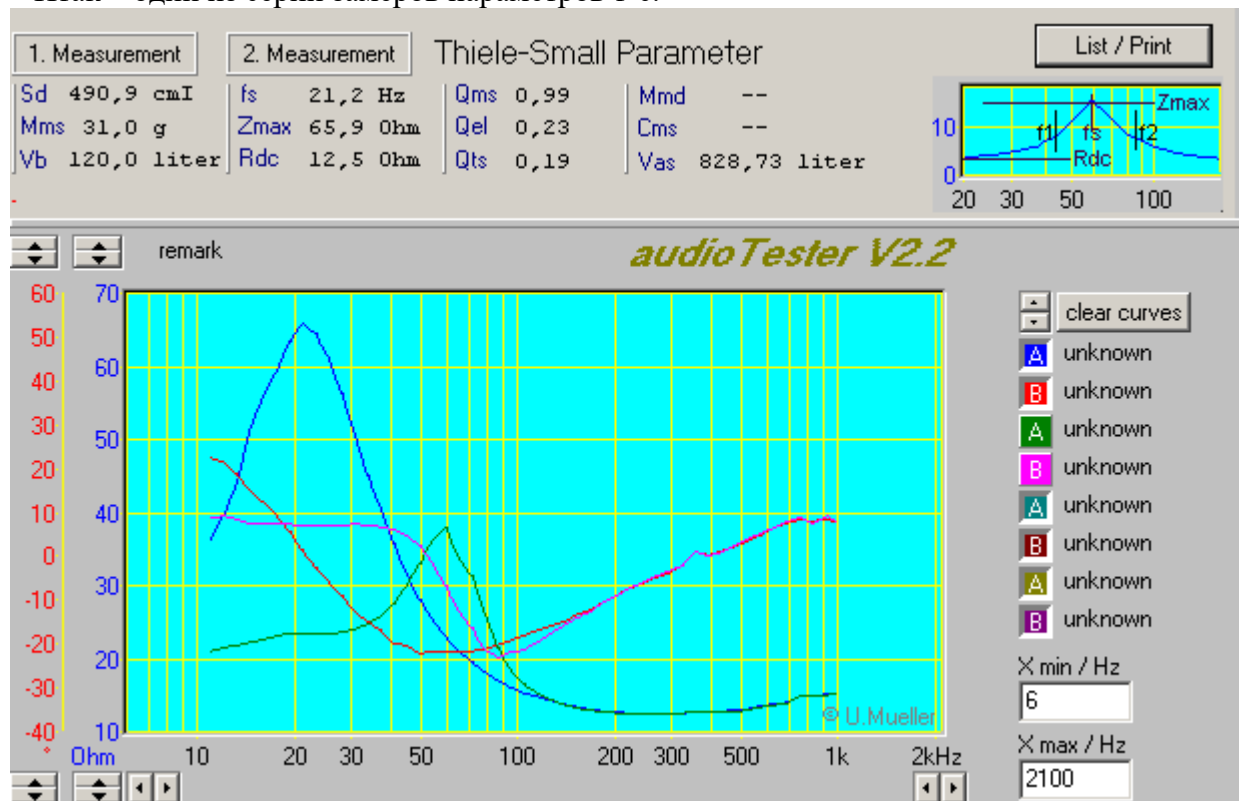 1. Measurement 2. Measurement Thiele-Small Parameter List / Print
Sd 490,9 cmI fs 21,2 Hz Qms 0,99 Mmd --
Mms 31,0 g Zmax 65,9 Ohm Qel 0,23 Cms --
Vb 120,0 liter Rdc 12,5 Ohm Qts 0,19 Vas 828,73 liter
Zmax
10 f1 fs f2
Rdc
0
20 30 50 100
remark audioTester V2.2
60 70
50
40 60
30
50
20
10 40
0
30
-10
-20 20
-30
-40 10
° Ohm 10 20 30 50 100 200 300 500 1k 2kHz
© U.Mueller
clear curves
A unknown
B unknown
A unknown
B unknown
A unknown
B unknown
A unknown
B unknown
X min / Hz
6
X max / Hz
2100